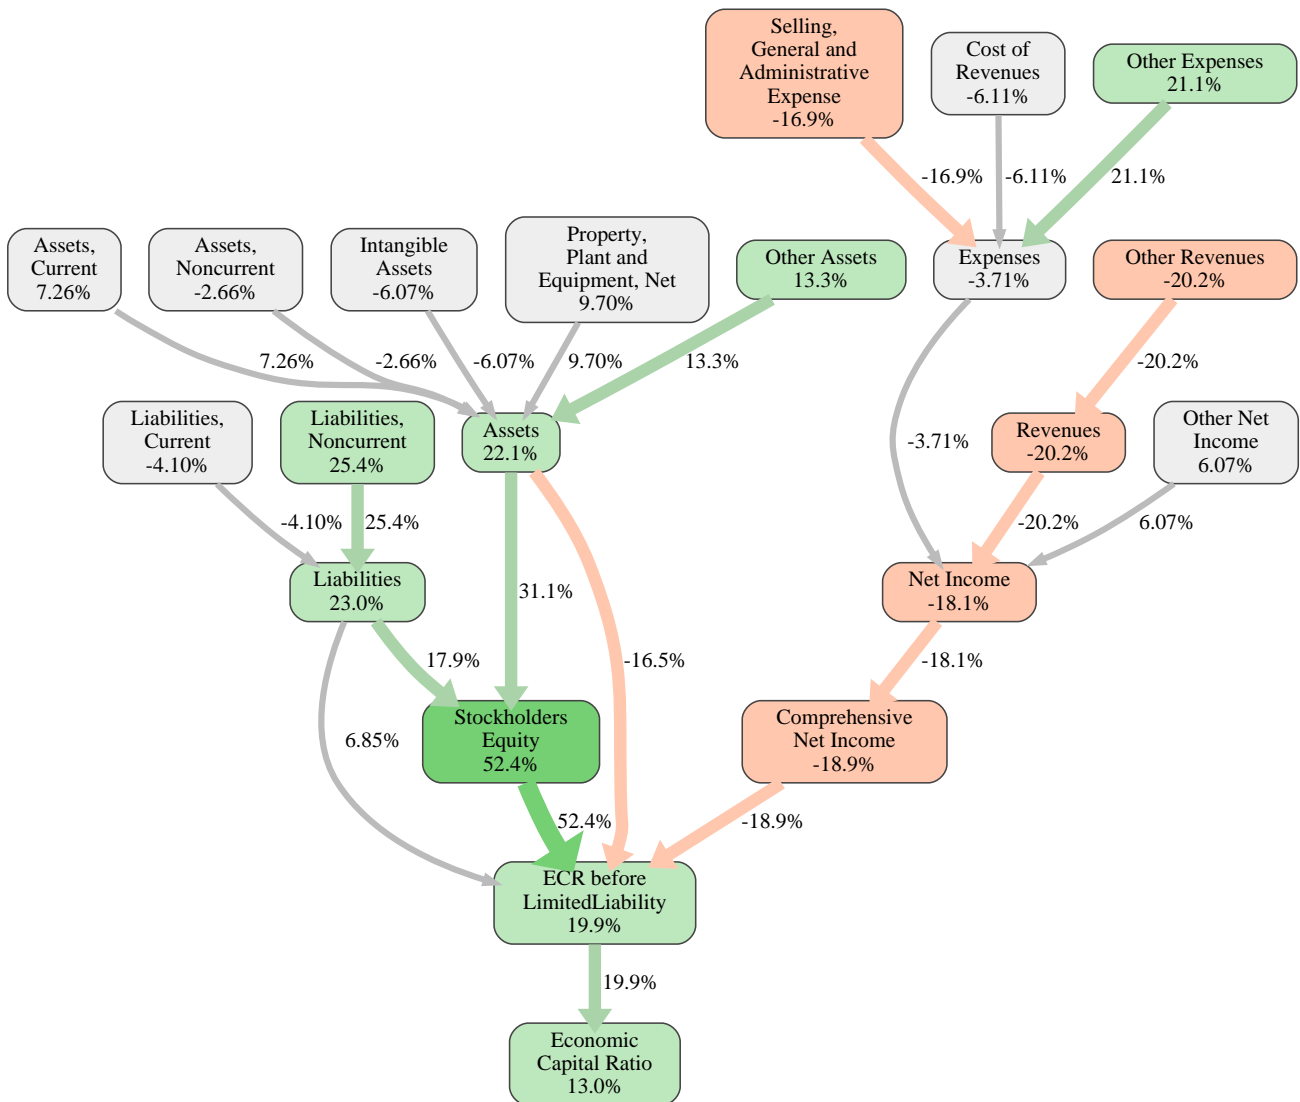 Selling,
General and
Administrative
Expense
-16.9%
Cost of
Revenues
-6.11%
Other Expenses
21.1%
-16.9%
-6.11%
21.1%
Assets,
Current
7.26%
Assets,
Noncurrent
-2.66%
Intangible
Assets
-6.07%
Property,
Plant and
Equipment, Net
9.70%
Other Assets
13.3%
Expenses
-3.71%
Other Revenues
-20.2%
7.26%
-2.66%
-6.07%
9.70%
13.3%
-20.2%
Liabilities,
Current
-4.10%
Liabilities,
Noncurrent
25.4%
Assets
22.1%
-3.71%
Revenues
-20.2%
Other Net
Income
6.07%
-4.10%
25.4%
-20.2%
6.07%
Liabilities
23.0%
31.1%
Net Income
-18.1%
17.9%
-16.5%
-18.1%
6.85%
Stockholders
Equity
52.4%
Comprehensive
Net Income
-18.9%
52.4%
-18.9%
ECR before
LimitedLiability
19.9%
19.9%
Economic
Capital Ratio
13.0%